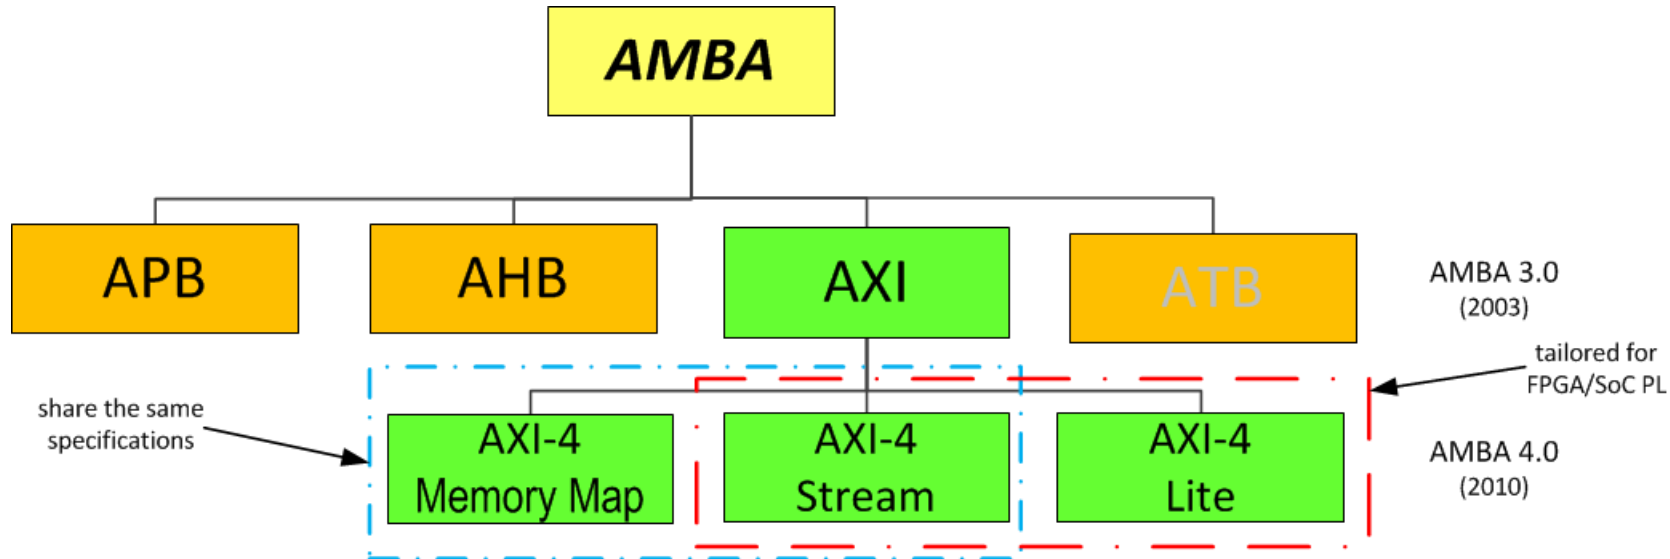 AMBA
APB
AHB
AXI
ATB
AMBA 3.0
(2003)
tailored for
FPGA/SoC PL
share the same
specifications
AXI-4
Memory Map
AXI-4
Stream
AXI-4
Lite
AMBA 4.0
(2010)